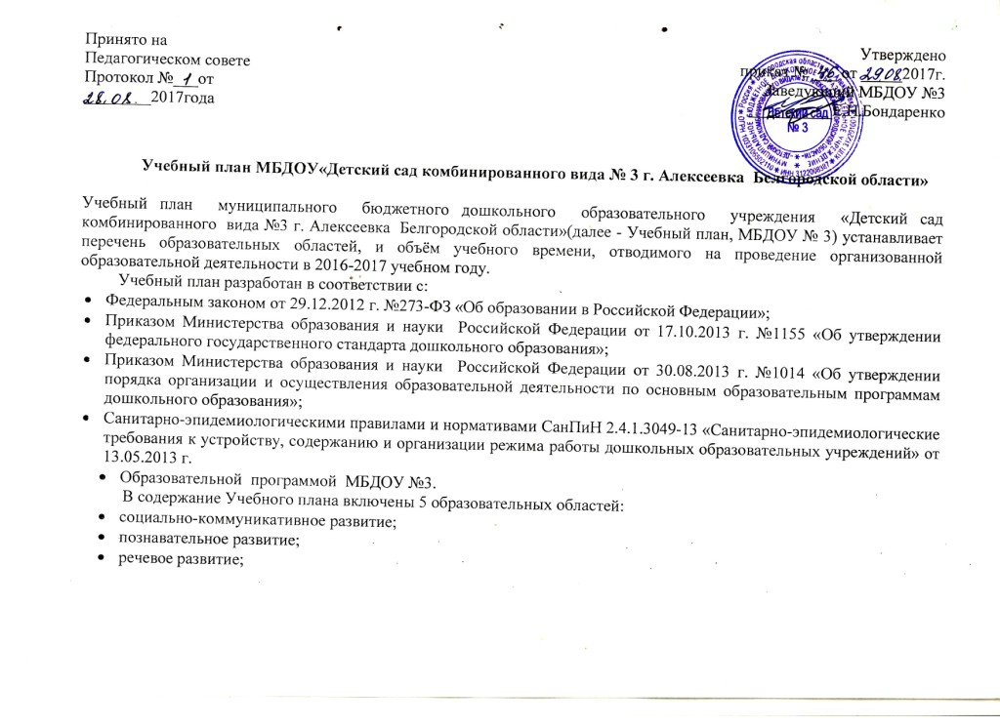 Принято на
Педагогическом совете
Протокол №_1_от
28.08.__2017года
Утверждено
приказ № 46 от 29.08.2017г.
Заведующий МБДОУ №3
Н.Бондаренко
Детский сад
№ 3
Учебный план МБДОУ«Детский сад комбинированного вида № 3 г. Алексеевка Белгородской области»
Учебный план муниципального бюджетного дошкольного образовательного учреждения «Детский сад
комбинированного вида №3 г. Алексеевка Белгородской области»(далее - Учебный план, МБДОУ № 3) устанавливает
перечень образовательных областей, и объём учебного времени, отводимого на проведение организованной
образовательной деятельности в 2016-2017 учебном году.
Учебный план разработан в соответствии с:
• Федеральным законом от 29.12.2012 г. №273-ФЗ «Об образовании в Российской Федерации»;
• Приказом Министерства образования и науки Российской Федерации от 17.10.2013 г. №1155 «Об утверждении
федерального государственного стандарта дошкольного образования»;
• Приказом Министерства образования и науки Российской Федерации от 30.08.2013 г. №1014 «Об утверждении
порядка организации и осуществления образовательной деятельности по основным образовательным программам
дошкольного образования»;
• Санитарно-эпидемиологическими правилами и нормативами СанПиН 2.4.1.3049-13 «Санитарно-эпидемиологические
требования к устройству, содержанию и организации режима работы дошкольных образовательных учреждений» от
13.05.2013 г.
• Образовательной программой МБДОУ №3.
В содержание Учебного плана включены 5 образовательных областей:
• социально-коммуникативное развитие;
• познавательное развитие;
• речевое развитие;